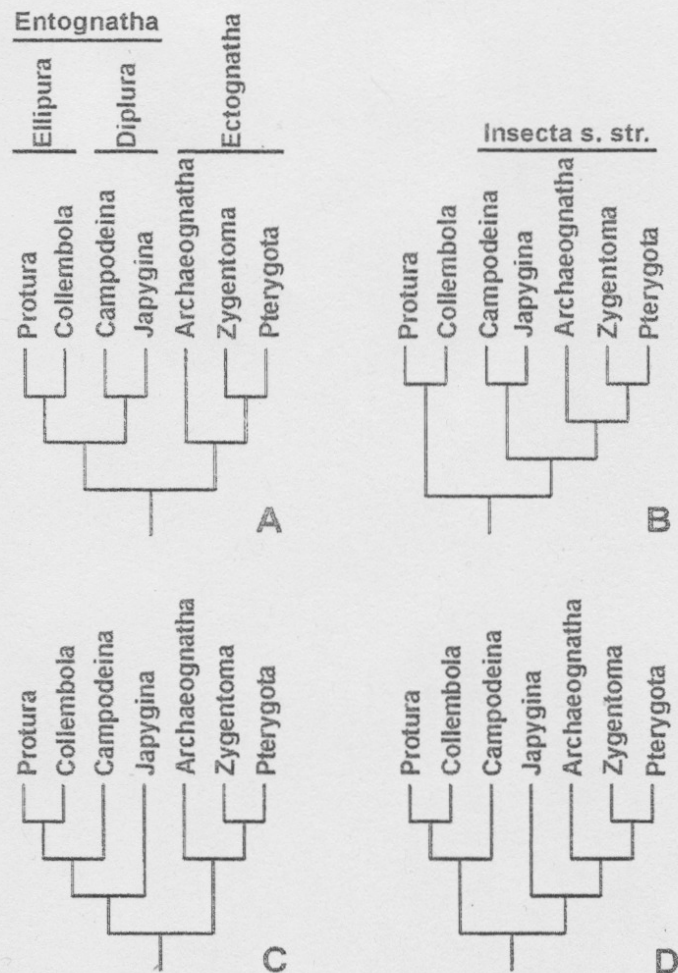 Entognatha
Ellipura
Diplura
Ectognatha
Protura
Collembola
Campodeina
Japygina
Archaeognatha
Zygentoma
Pterygota
A
Insecta s. str.
Protura
Collembola
Campodeina
Japygina
Archaeognatha
Zygentoma
Pterygota
B
Protura
Collembola
Campodeina
Japygina
Archaeognatha
Zygentoma
Pterygota
C
Protura
Collembola
Campodeina
Japygina
Archaeognatha
Zygentoma
Pterygota
D